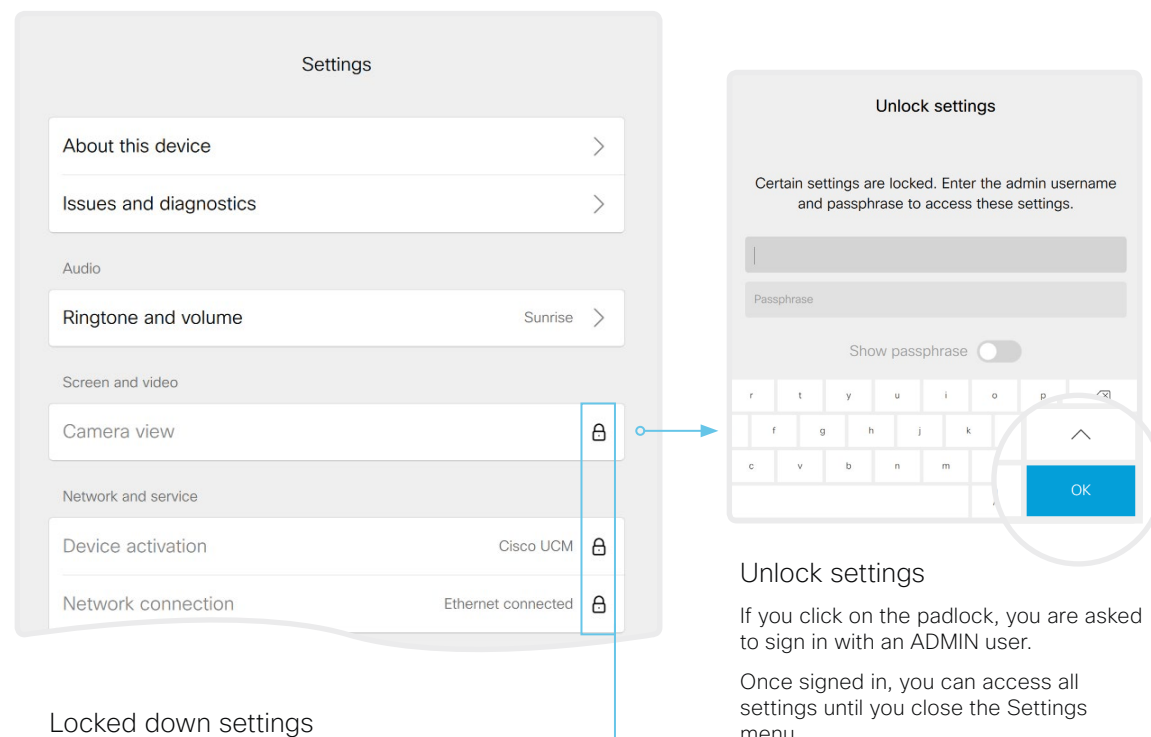 Settings
About this device
Issues and diagnostics
Audio
Ringtone and volume Sunrise
Screen and video
Camera view
Network and service
Device activation Cisco UCM
Network connection Ethernet connected
Locked down settings
Unlock settings
Certain settings are locked. Enter the admin username
and passphrase to access these settings.
Passphrase
Show passphrase
r t y u i o p
f g h j k
c v b n m
OK
Unlock settings
If you click on the padlock, you are asked
to sign in with an ADMIN user.
Once signed in, you can access all
settings until you close the Settings
menu